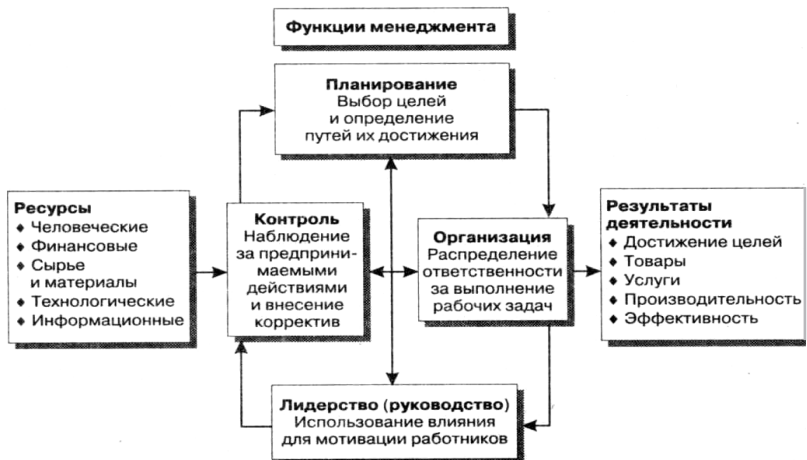 Функции менеджмента
Планирование
Выбор целей
и определение
путей их достижения
Ресурсы
♦ Человеческие
♦ Финансовые
♦ Сырье
и материалы
♦ Технологические
♦ Информационные
Контроль
Наблюдение
за предприни-
маемыми
действиями
и внесение
корректив
Организация
Распределение
ответственности
за выполнение
рабочих задач
Результаты
деятельности
♦ Достижение целей
♦ Товары
♦ Услуги
♦ Производительность
♦ Эффективность
Лидерство (руководство)
Использование влияния
для мотивации работников